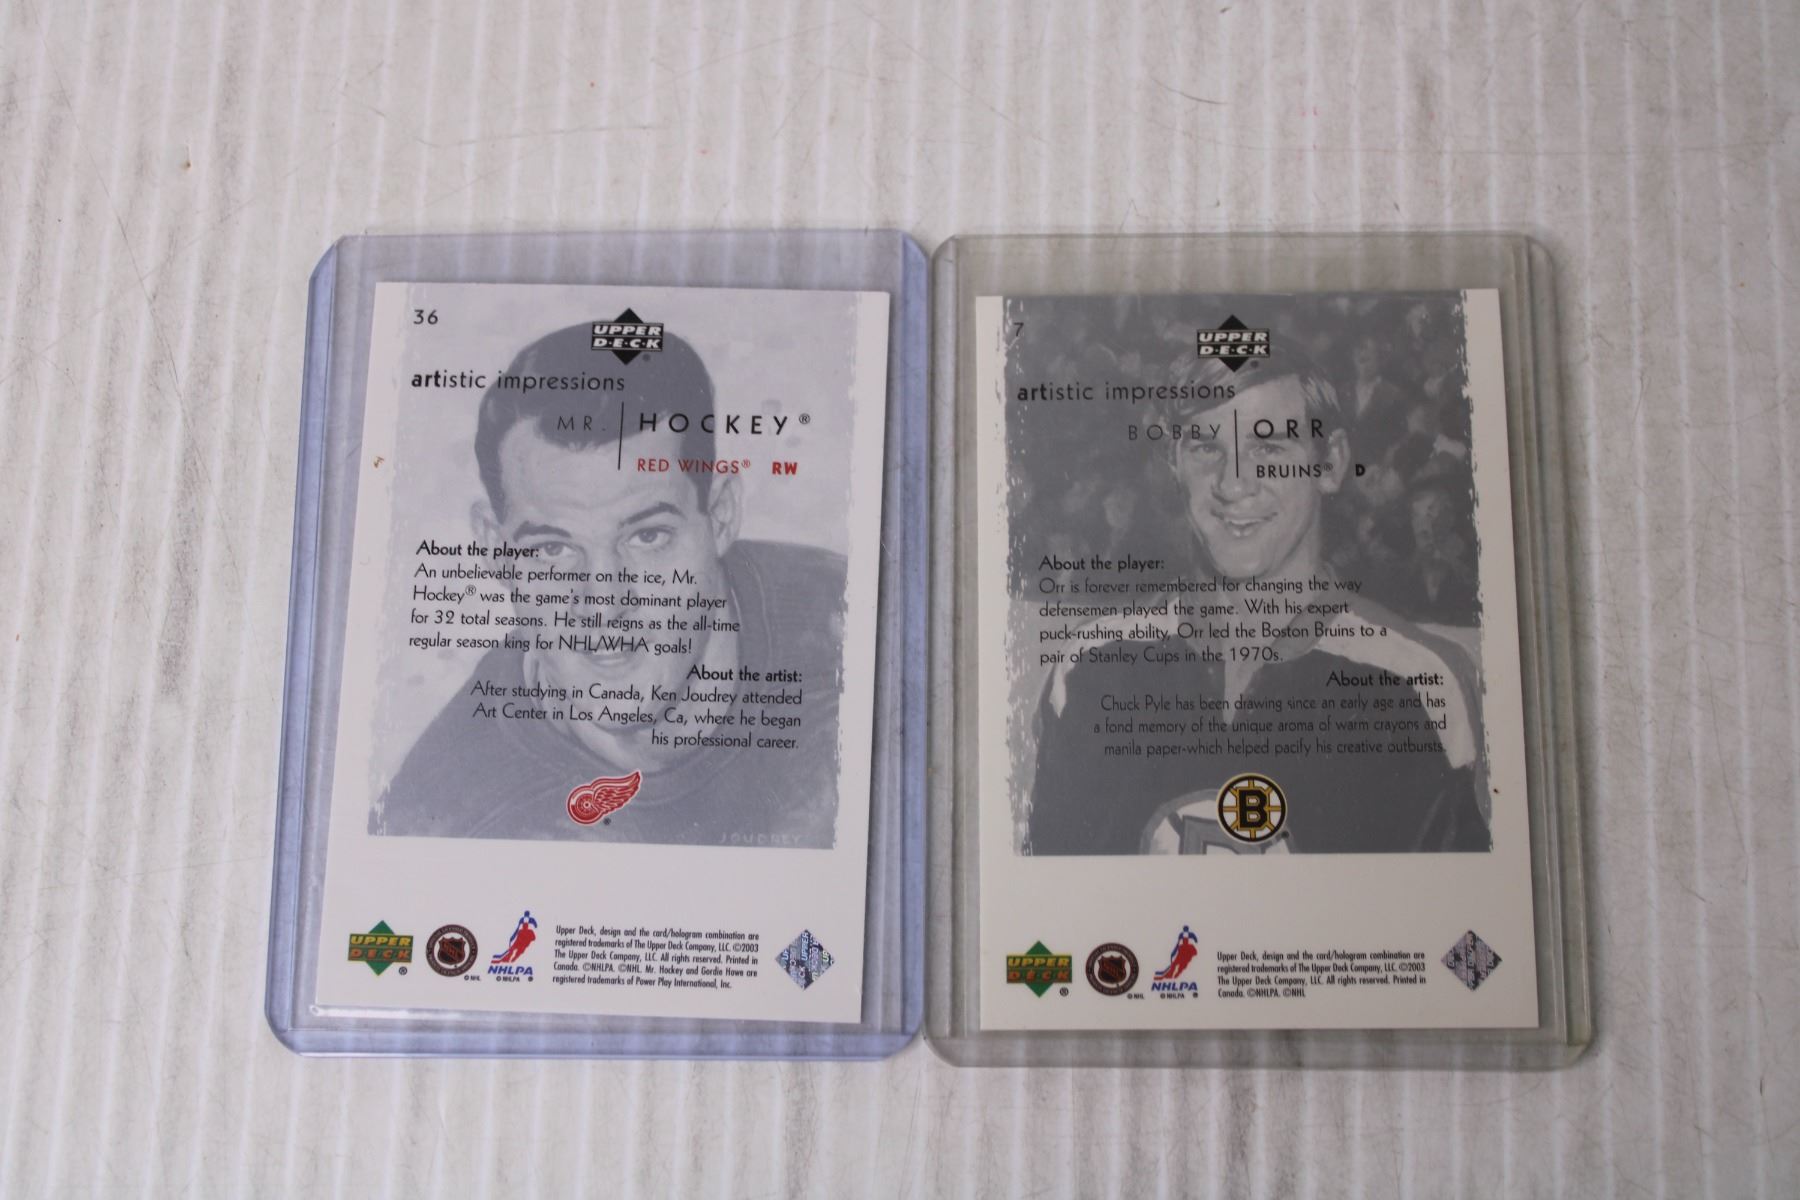 36
UPPER
D·E·C·K
artistic impressions
MR. HOCKEY®
RED WINGS® RW
About the player:
An unbelievable performer on the ice, Mr.
Hockey® was the game's most dominant player
for 32 total seasons. He still reigns as the all-time
regular season king for NHL/WHA goals!
About the artist:
After studying in Canada, Ken Joudrey attended
Art Center in Los Angeles, Ca, where he began
his professional career.
JOUDREY
UPPER
DECK
NHL
NHLPA
©NHL ©NHLPA
Upper Deck, design and the card/hologram combination are
registered trademarks of The Upper Deck Company, LLC. ©2003
The Upper Deck Company, LLC. All rights reserved. Printed in
Canada. ©NHLPA. ©NHL. Mr. Hockey and Gordie Howe are
registered trademarks of Power Play International, Inc.
7
UPPER
D·E·C·K
artistic impressions
BOBBY ORR
BRUINS® D
About the player:
Orr is forever remembered for changing the way
defensemen played the game. With his expert
puck-rushing ability, Orr led the Boston Bruins to a
pair of Stanley Cups in the 1970s.
About the artist:
Chuck Pyle has been drawing since an early age and has
a fond memory of the unique aroma of warm crayons and
manila paper-which helped pacify his creative outbursts.
B
UPPER
DECK
NHL
NHLPA
©NHL ©NHLPA
Upper Deck, design and the card/hologram combination are
registered trademarks of The Upper Deck Company, LLC. ©2003
The Upper Deck Company, LLC. All rights reserved. Printed in
Canada. ©NHLPA. ©NHL